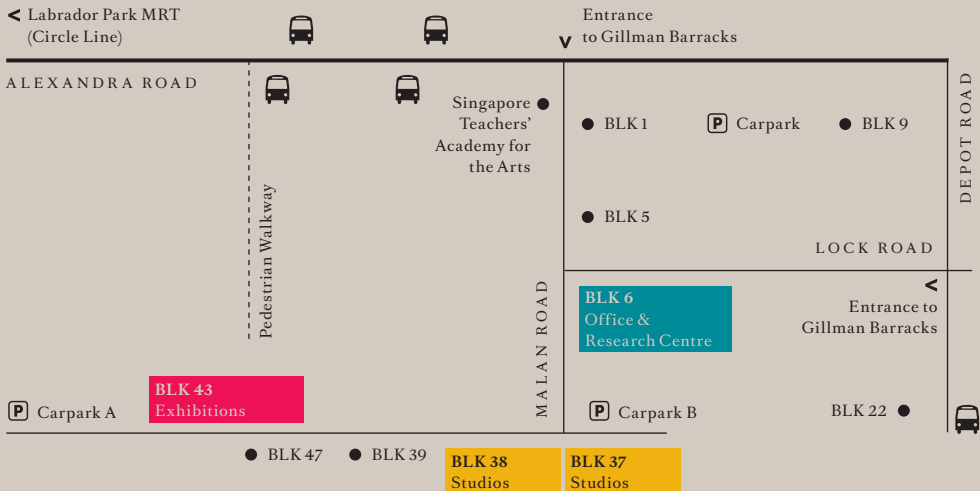 < Labrador Park MRT
(Circle Line)
Entrance
v to Gillman Barracks
ALEXANDRA ROAD
DEPOT ROAD
Singapore
Teachers’
Academy for
the Arts
BLK 1
P Carpark
BLK 9
Pedestrian Walkway
BLK 5
LOCK ROAD
MALAN ROAD
BLK 6
Office &
Research Centre
<
Entrance to
Gillman Barracks
BLK 43
Exhibitions
P Carpark A
P Carpark B
BLK 22
BLK 47
BLK 39
BLK 38
Studios
BLK 37
Studios